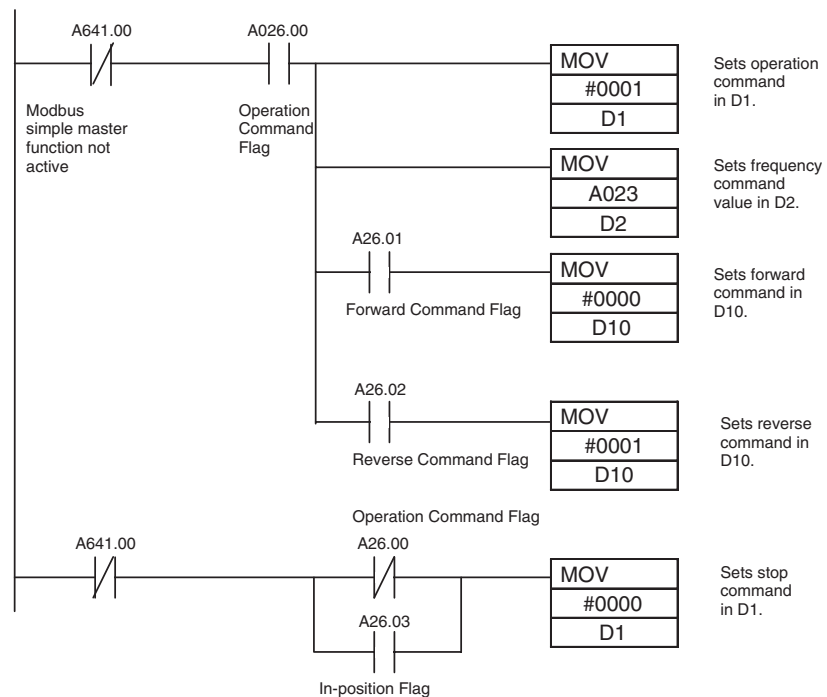 A641.00
A026.00
Modbus
simple master
function not
active
Operation
Command
Flag
MOV
#0001
D1
Sets operation
command
in D1.
MOV
A023
D2
Sets frequency
command
value in D2.
A26.01
Forward Command Flag
MOV
#0000
D10
Sets forward
command in
D10.
A26.02
Reverse Command Flag
MOV
#0001
D10
Sets reverse
command in
D10.
Operation Command Flag
A641.00
A26.00
MOV
#0000
D1
Sets stop
command
in D1.
A26.03
In-position Flag